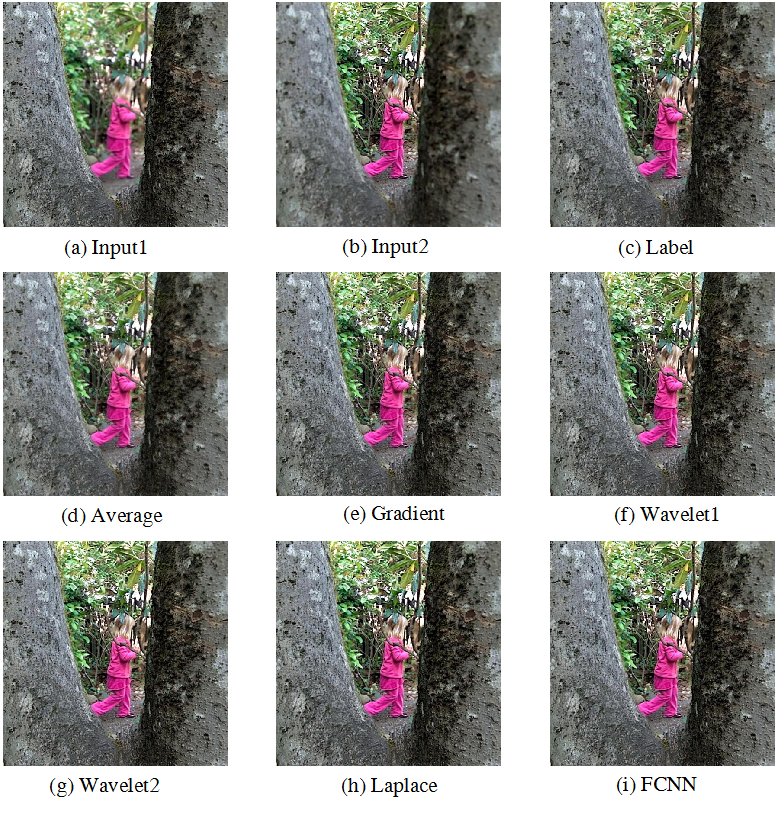 (a) Input1
(b) Input2
(c) Label
(d) Average
(e) Gradient
(f) Wavelet1
(g) Wavelet2
(h) Laplace
(i) FCNN